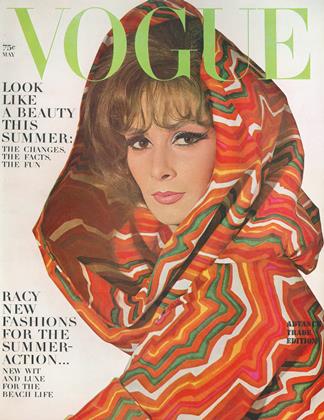 VOGUE
75¢
MAY
LOOK
LIKE
A BEAUTY
THIS
SUMMER:
THE CHANGES,
THE FACTS,
THE FUN
RACY
NEW
FASHIONS
FOR THE
SUMMER-
ACTION...
NEW WIT
AND LUXE
FOR THE
BEACH LIFE
ADVANCE
TRADE
EDITION